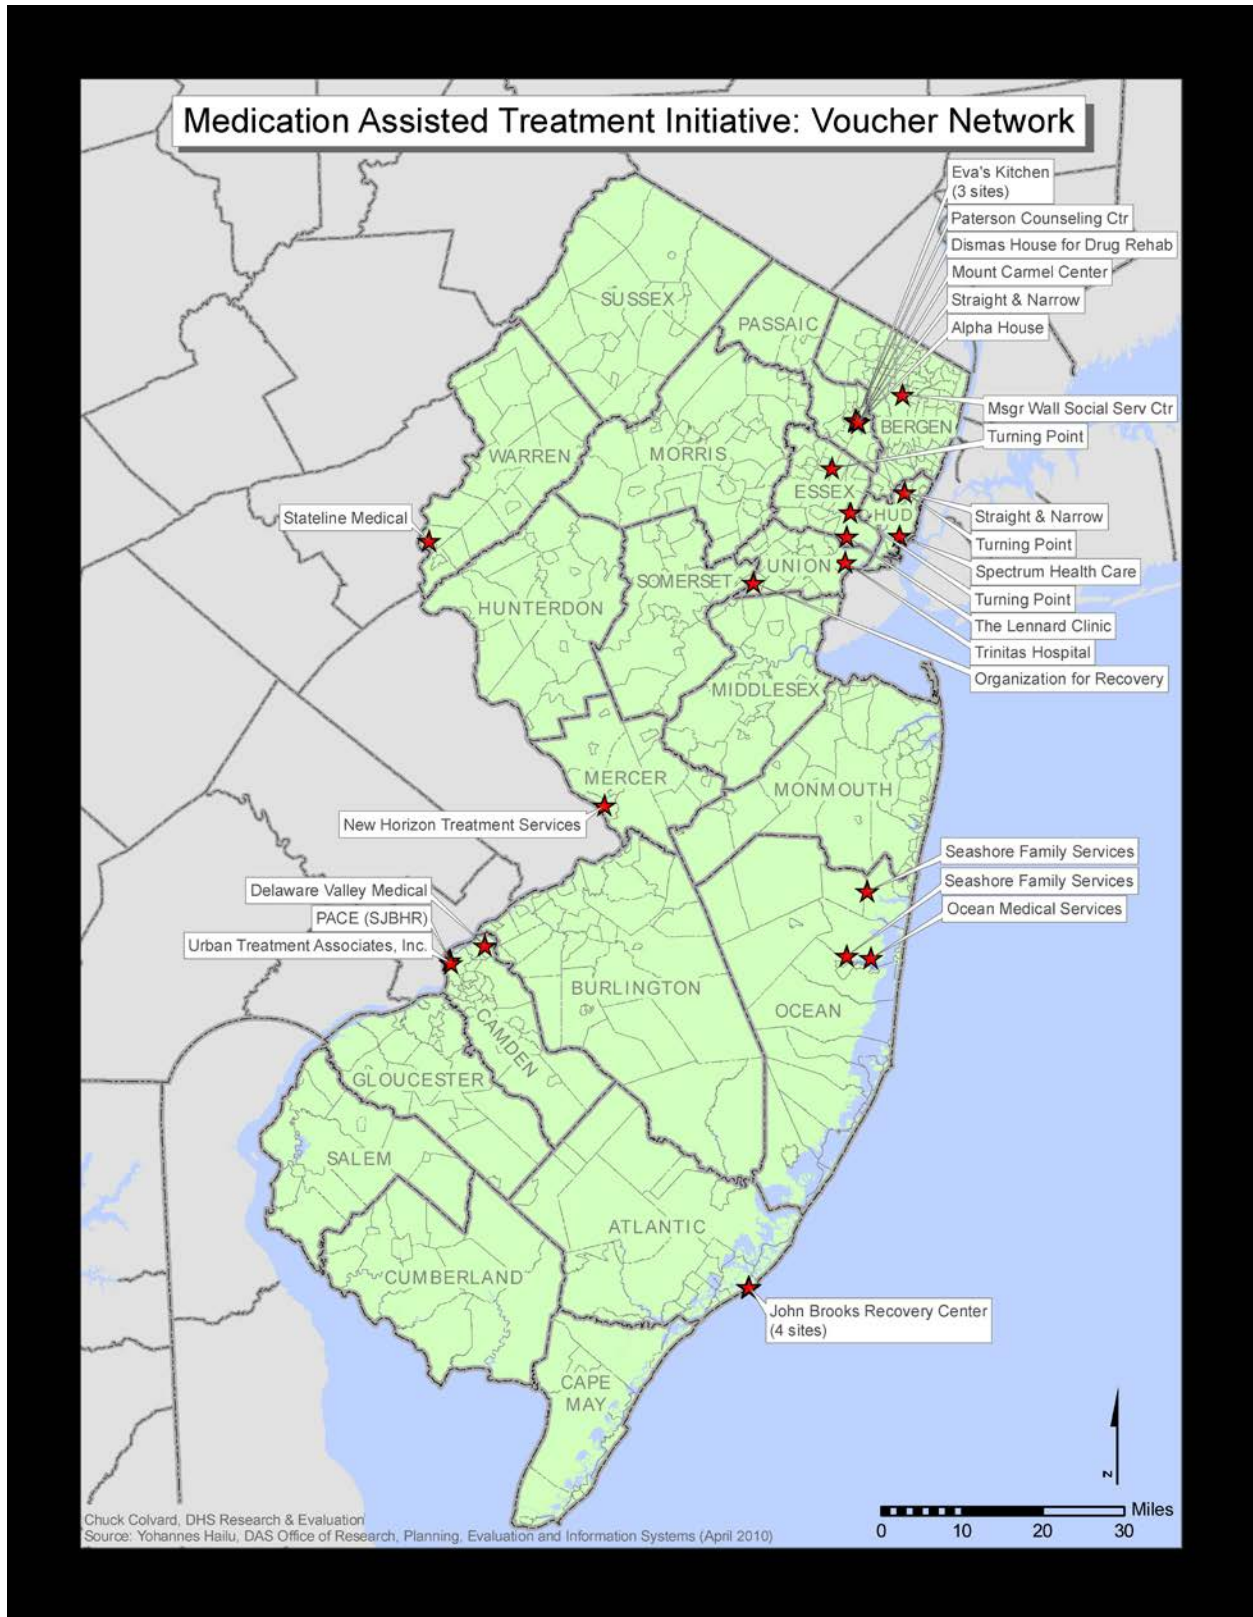 Medication Assisted Treatment Initiative: Voucher Network
Eva's Kitchen
(3 sites)
Paterson Counseling Ctr
Dismas House for Drug Rehab
Mount Carmel Center
Straight & Narrow
Alpha House
Msgr Wall Social Serv Ctr
Turning Point
Straight & Narrow
Turning Point
Spectrum Health Care
Turning Point
The Lennard Clinic
Trinitas Hospital
Organization for Recovery
Stateline Medical
New Horizon Treatment Services
Seashore Family Services
Seashore Family Services
Ocean Medical Services
Delaware Valley Medical
PACE (SJBHR)
Urban Treatment Associates, Inc.
John Brooks Recovery Center
(4 sites)
SUSSEX
PASSAIC
BERGEN
WARREN
MORRIS
ESSEX
HUD
UNION
SOMERSET
HUNTERDON
MIDDLESEX
MERCER
MONMOUTH
BURLINGTON
OCEAN
CAMDEN
GLOUCESTER
SALEM
ATLANTIC
CUMBERLAND
CAPE
MAY
N
Miles
0 10 20 30
Chuck Colvard, DHS Research & Evaluation
Source: Yohannes Hailu, DAS Office of Research, Planning. Evaluation and Information Systems (April 2010)